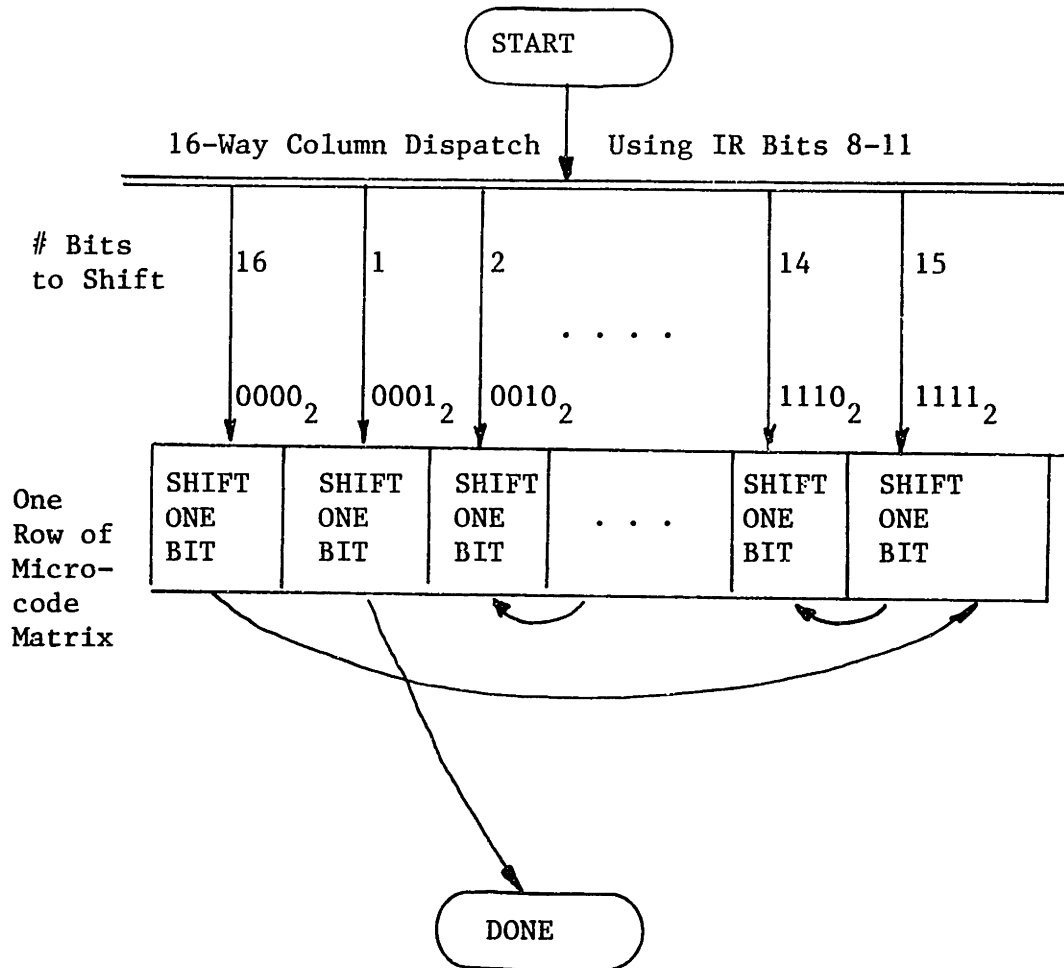 START
16-Way Column Dispatch Using IR Bits 8-11
# Bits
to Shift
16 1 2 14 15
. . . .
0000₂ 0001₂ 0010₂ 1110₂ 1111₂
One
Row of
Micro-
code
Matrix
SHIFT
ONE
BIT
SHIFT
ONE
BIT
SHIFT
ONE
BIT
. . .
SHIFT
ONE
BIT
SHIFT
ONE
BIT
DONE